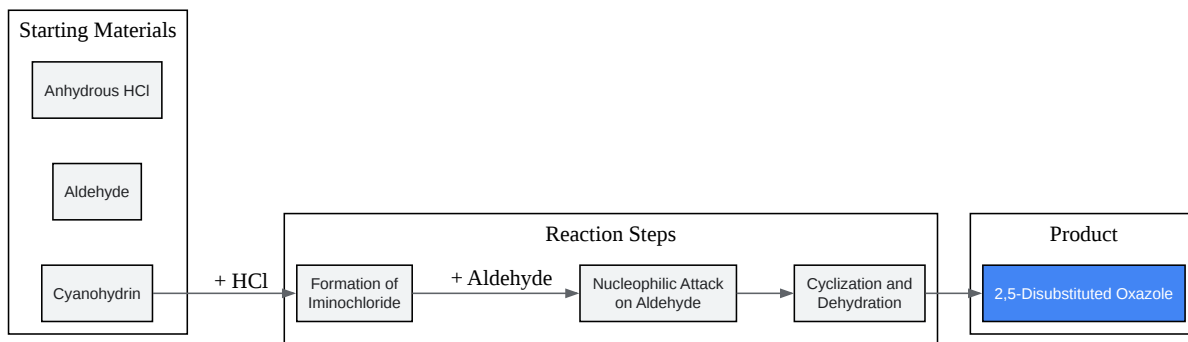 Starting Materials
Anhydrous HCl
Aldehyde
Cyanohydrin
+ HCl
Reaction Steps
Formation of
Iminochloride
+ Aldehyde
Nucleophilic Attack
on Aldehyde
Cyclization and
Dehydration
Product
2,5-Disubstituted Oxazole